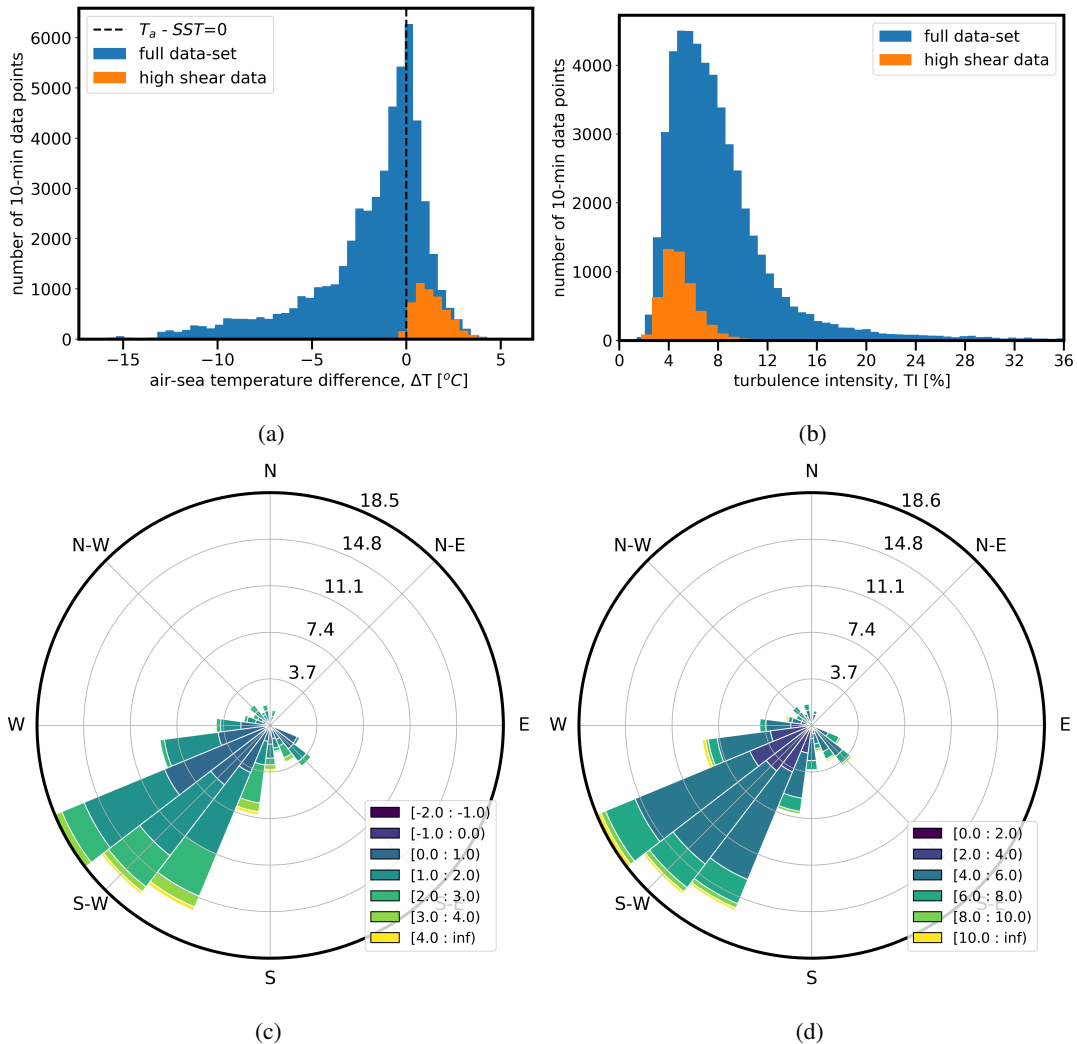 T_a - SST=0
full data-set
high shear data
number of 10-min data points
6000
5000
4000
3000
2000
1000
0
−15
−10
−5
0
5
air-sea temperature difference, ΔT [°C]
(a)
full data-set
high shear data
number of 10-min data points
4000
3000
2000
1000
0
0
4
8
12
16
20
24
28
32
36
turbulence intensity, TI [%]
(b)
N
N-E
E
S-E
S
S-W
W
N-W
18.5
14.8
11.1
7.4
3.7
[-2.0 : -1.0)
[-1.0 : 0.0)
[0.0 : 1.0)
[1.0 : 2.0)
[2.0 : 3.0)
[3.0 : 4.0)
[4.0 : inf)
(c)
N
N-E
E
S-E
S
S-W
W
N-W
18.6
14.8
11.1
7.4
3.7
[0.0 : 2.0)
[2.0 : 4.0)
[4.0 : 6.0)
[6.0 : 8.0)
[8.0 : 10.0)
[10.0 : inf)
(d)